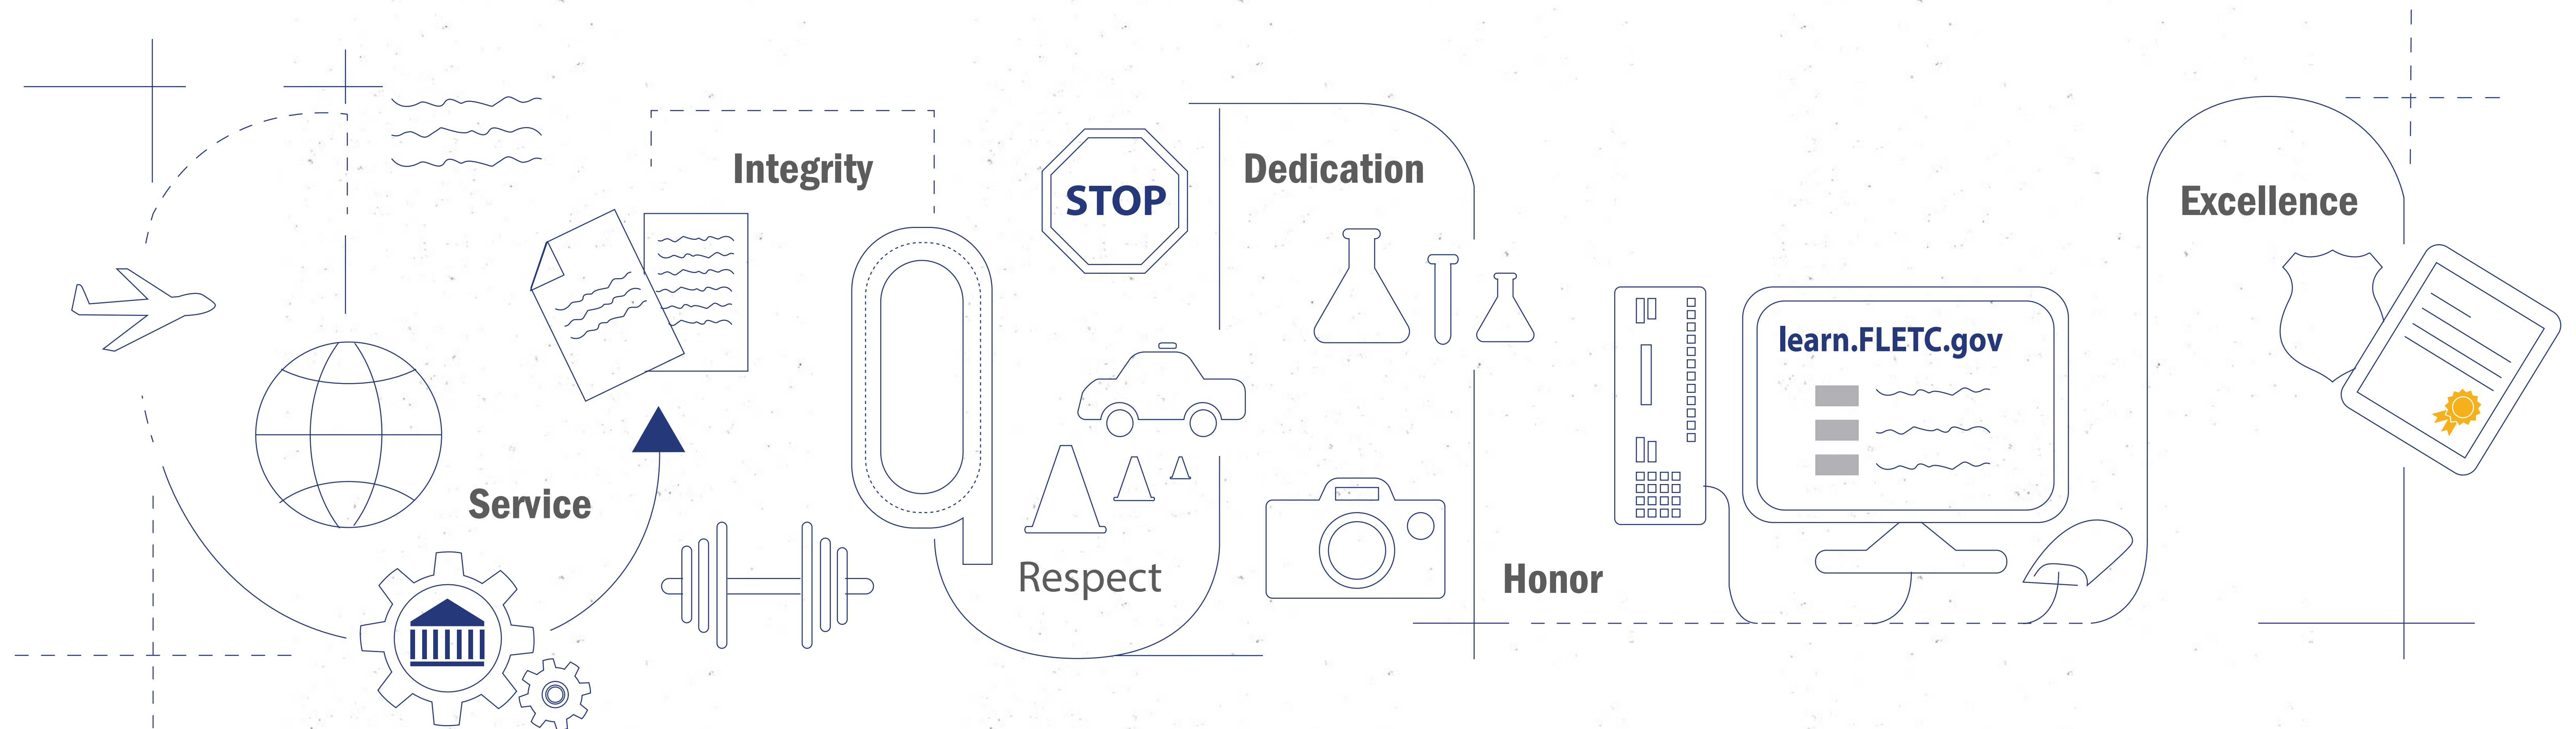 Service
Integrity
STOP
Respect
Dedication
Honor
learn.FLETC.gov
Excellence